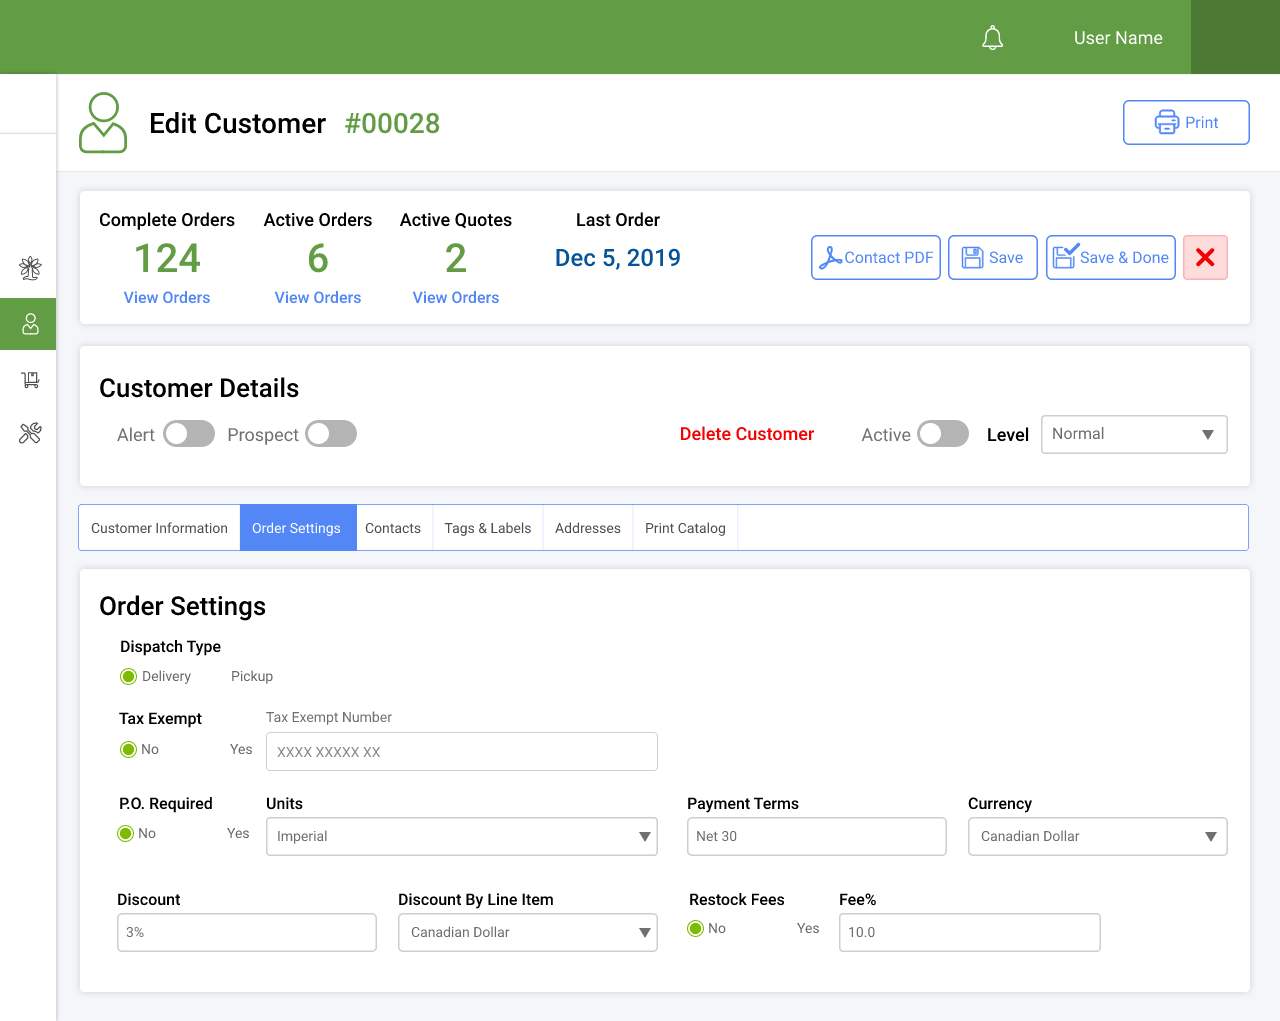 User Name
Edit Customer #00028
Print
Complete Orders Active Orders Active Quotes Last Order
124 6 2 Dec 5, 2019
View Orders View Orders View Orders
Contact PDF Save Save & Done
Customer Details
Alert Prospect Delete Customer Active Level Normal
Customer Information Order Settings Contacts Tags & Labels Addresses Print Catalog
Order Settings
Dispatch Type
Delivery Pickup
Tax Exempt Tax Exempt Number
No Yes XXXX XXXXX XX
P.O. Required Units Payment Terms Currency
No Yes Imperial Net 30 Canadian Dollar
Discount Discount By Line Item Restock Fees Fee%
3% Canadian Dollar No Yes 10.0